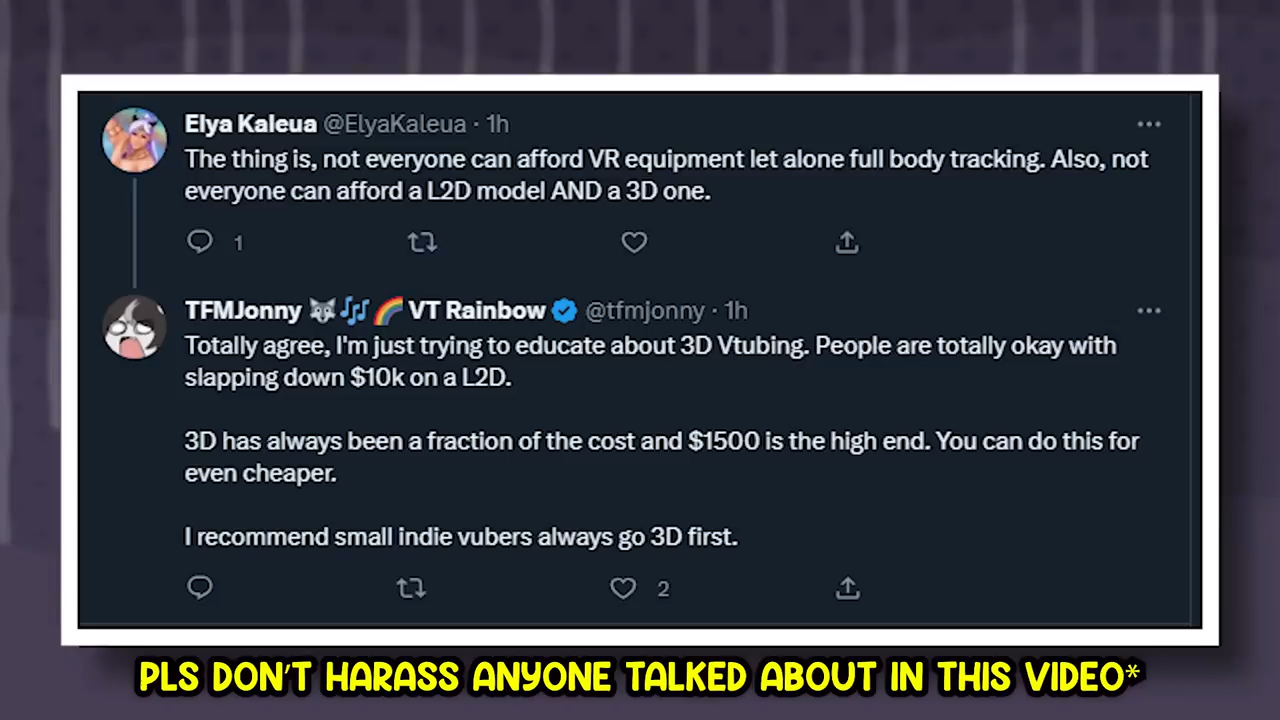 Elya Kaleua @ElyaKaleua · 1h
The thing is, not everyone can afford VR equipment let alone full body tracking. Also, not
everyone can afford a L2D model AND a 3D one.
1
TFMJonny 🐺🎶🌈 VT Rainbow @tfmjonny · 1h
Totally agree, I'm just trying to educate about 3D Vtubing. People are totally okay with
slapping down $10k on a L2D.
3D has always been a fraction of the cost and $1500 is the high end. You can do this for
even cheaper.
I recommend small indie vubers always go 3D first.
2
PLS DON'T HARASS ANYONE TALKED ABOUT IN THIS VIDEO*